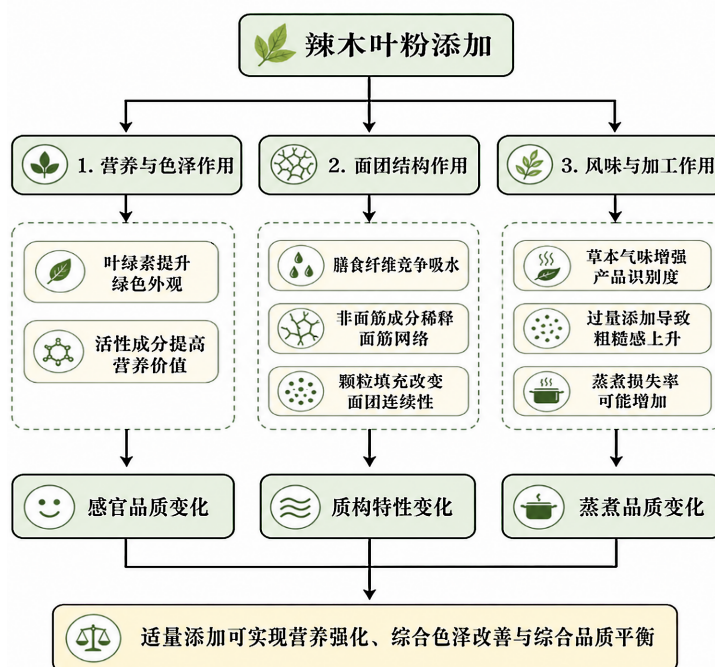 辣木叶粉添加
1. 营养与色泽作用
叶绿素提升
绿色外观
活性成分提高
营养价值
感官品质变化
2. 面团结构作用
膳食纤维竞争吸水
非面筋成分稀释
面筋网络
颗粒填充改变
面团连续性
质构特性变化
3. 风味与加工作用
草本气味增强
产品识别度
过量添加导致
粗糙感上升
蒸煮损失率
可能增加
蒸煮品质变化
适量添加可实现营养强化、综合色泽改善与综合品质平衡